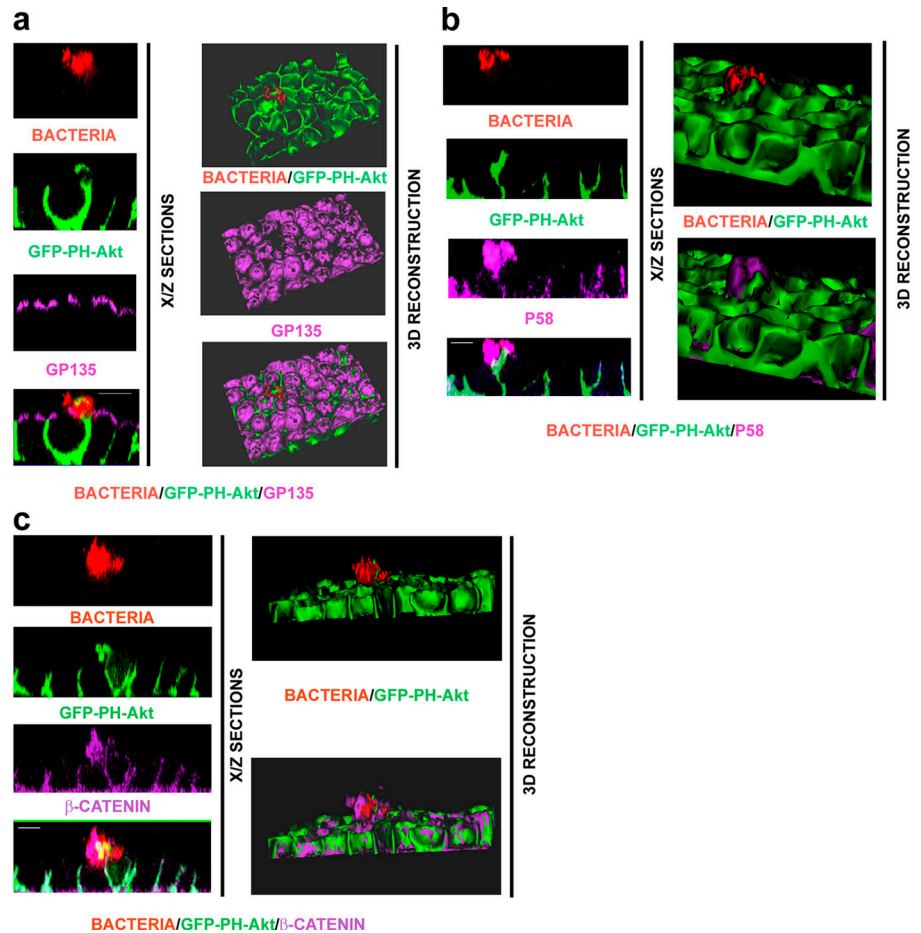 a
BACTERIA
GFP-PH-Akt
GP135
X/Z SECTIONS
BACTERIA/GFP-PH-Akt
GP135
3D RECONSTRUCTION
BACTERIA/GFP-PH-Akt/GP135
b
BACTERIA
GFP-PH-Akt
P58
X/Z SECTIONS
BACTERIA/GFP-PH-Akt
3D RECONSTRUCTION
BACTERIA/GFP-PH-Akt/P58
c
BACTERIA
GFP-PH-Akt
β-CATENIN
X/Z SECTIONS
BACTERIA/GFP-PH-Akt
3D RECONSTRUCTION
BACTERIA/GFP-PH-Akt/β-CATENIN